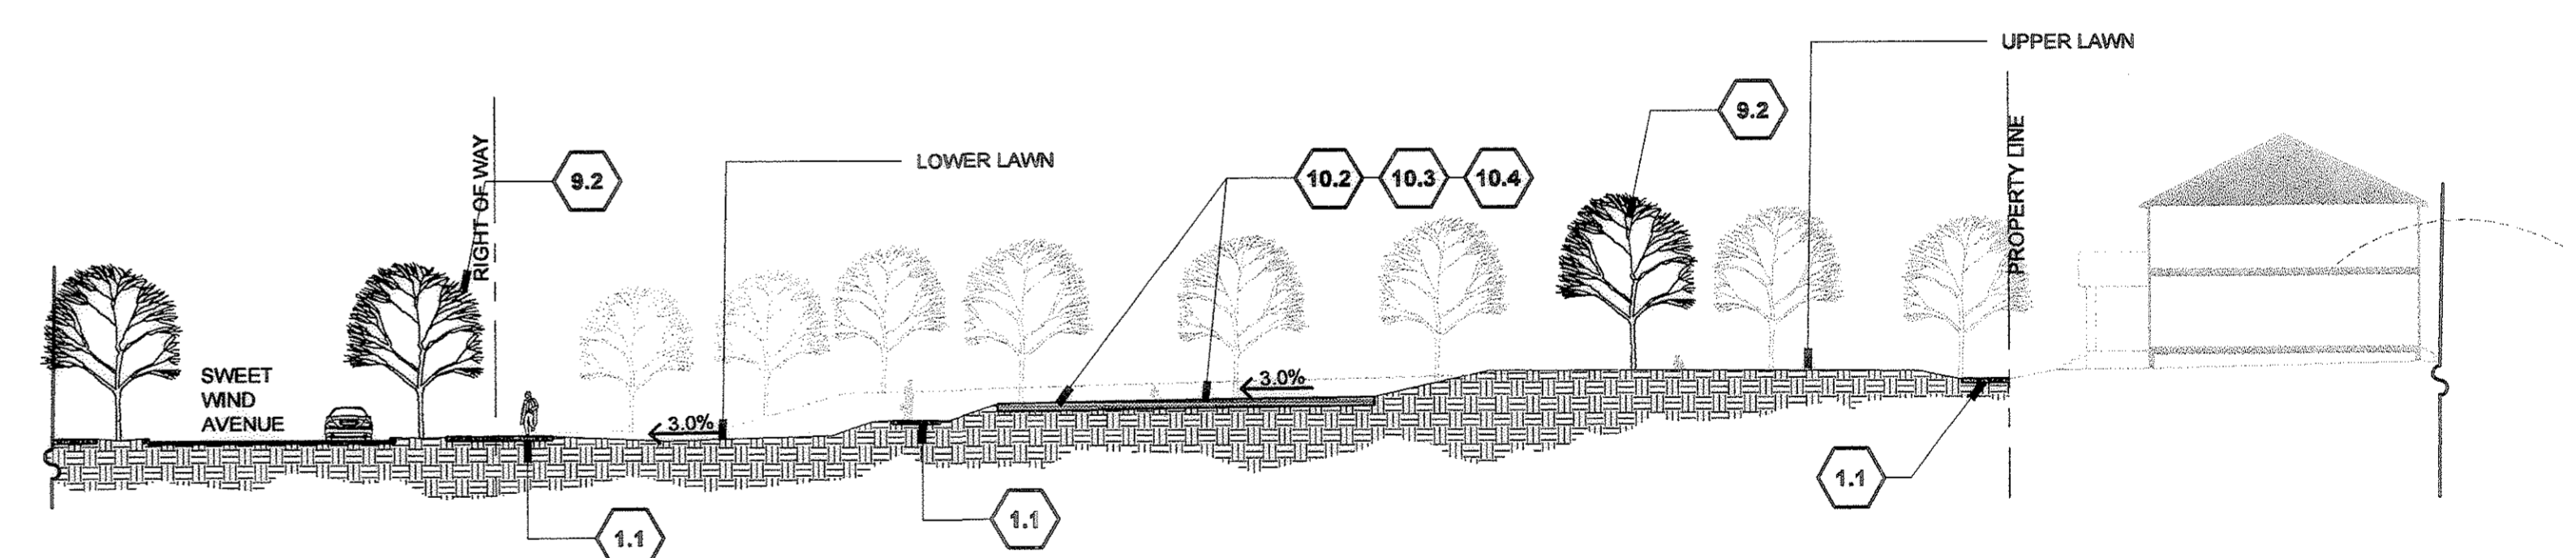 UPPER LAWN
9.2
RIGHT OF WAY
PROPERTY LINE
LOWER LAWN
9.2
10.2 10.3 10.4
SWEET
WIND
AVENUE
3.0%
3.0%
1.1
1.1
1.1